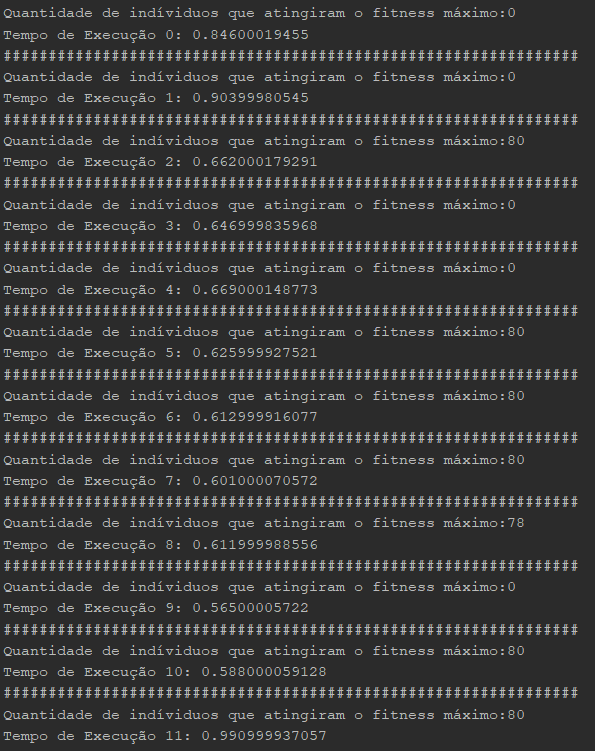 Quantidade de indíviduos que atingiram o fitness máximo:0
Tempo de Execução 0: 0.84600019455
################################################################
Quantidade de indíviduos que atingiram o fitness máximo:0
Tempo de Execução 1: 0.90399980545
################################################################
Quantidade de indíviduos que atingiram o fitness máximo:80
Tempo de Execução 2: 0.662000179291
################################################################
Quantidade de indíviduos que atingiram o fitness máximo:0
Tempo de Execução 3: 0.646999835968
################################################################
Quantidade de indíviduos que atingiram o fitness máximo:0
Tempo de Execução 4: 0.669000148773
################################################################
Quantidade de indíviduos que atingiram o fitness máximo:80
Tempo de Execução 5: 0.625999927521
################################################################
Quantidade de indíviduos que atingiram o fitness máximo:80
Tempo de Execução 6: 0.612999916077
################################################################
Quantidade de indíviduos que atingiram o fitness máximo:80
Tempo de Execução 7: 0.601000070572
################################################################
Quantidade de indíviduos que atingiram o fitness máximo:78
Tempo de Execução 8: 0.611999988556
################################################################
Quantidade de indíviduos que atingiram o fitness máximo:0
Tempo de Execução 9: 0.56500005722
################################################################
Quantidade de indíviduos que atingiram o fitness máximo:80
Tempo de Execução 10: 0.588000059128
################################################################
Quantidade de indíviduos que atingiram o fitness máximo:80
Tempo de Execução 11: 0.990999937057